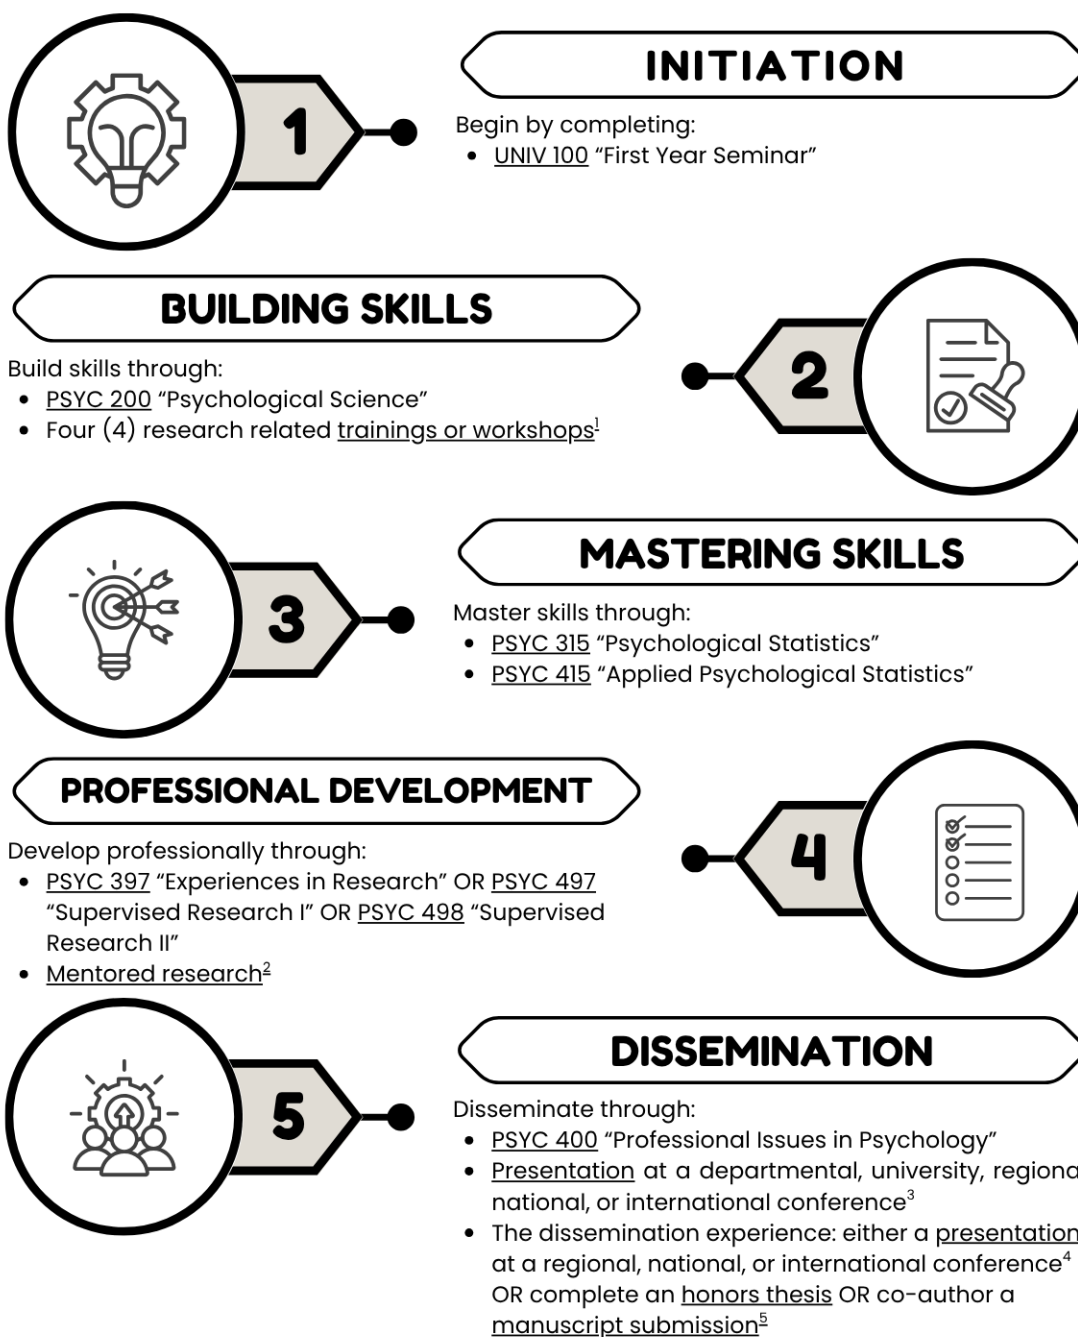 1
INITIATION
Begin by completing:
• UNIV 100 “First Year Seminar”
BUILDING SKILLS
2
Build skills through:
• PSYC 200 “Psychological Science”
• Four (4) research related trainings or workshops¹
3
MASTERING SKILLS
Master skills through:
• PSYC 315 “Psychological Statistics”
• PSYC 415 “Applied Psychological Statistics”
PROFESSIONAL DEVELOPMENT
4
Develop professionally through:
• PSYC 397 “Experiences in Research” OR PSYC 497
“Supervised Research I” OR PSYC 498 “Supervised
Research II”
• Mentored research²
5
DISSEMINATION
Disseminate through:
• PSYC 400 “Professional Issues in Psychology”
• Presentation at a departmental, university, regiona
national, or international conference³
• The dissemination experience: either a presentation
at a regional, national, or international conference⁴
OR complete an honors thesis OR co-author a
manuscript submission⁵